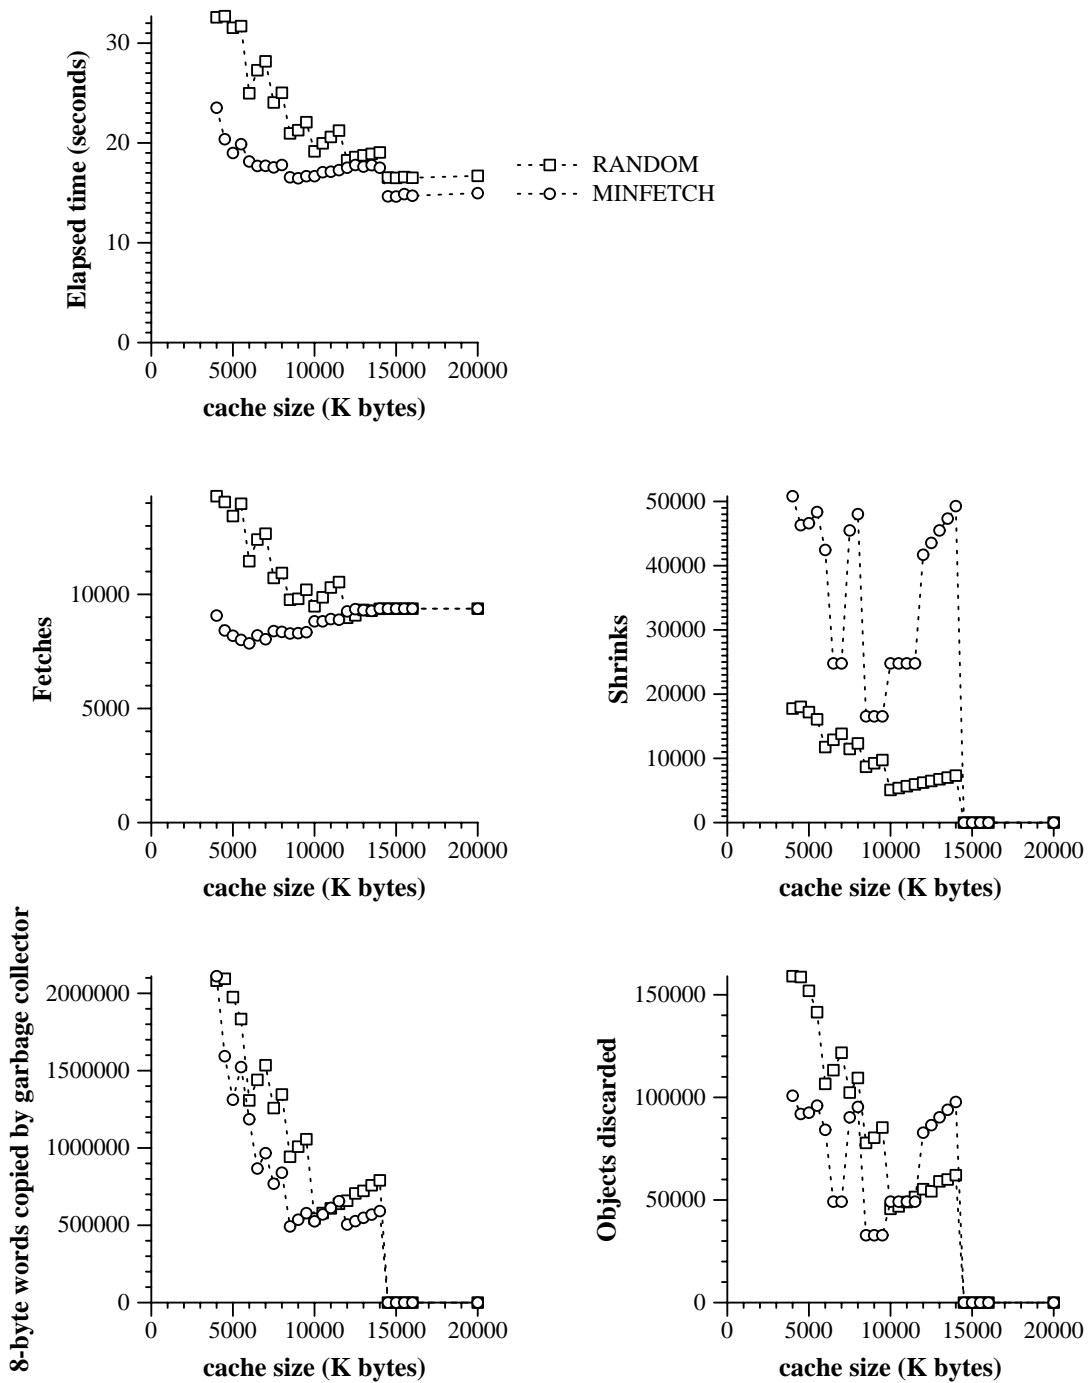 Elapsed time (seconds)
30
20
10
0
0 5000 10000 15000 20000
cache size (K bytes)
RANDOM
MINFETCH
Fetches
10000
5000
0
0 5000 10000 15000 20000
cache size (K bytes)
Shrinks
50000
40000
30000
20000
10000
0
0 5000 10000 15000 20000
cache size (K bytes)
8-byte words copied by garbage collector
2000000
1500000
1000000
500000
0
0 5000 10000 15000 20000
cache size (K bytes)
Objects discarded
150000
100000
50000
0
0 5000 10000 15000 20000
cache size (K bytes)